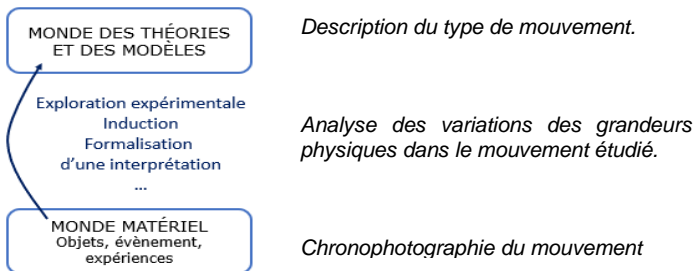 MONDE DES THÉORIES
ET DES MODÈLES
Description du type de mouvement.
Exploration expérimentale
Induction
Formalisation
d'une interprétation
...
Analyse des variations des grandeurs
physiques dans le mouvement étudié.
MONDE MATÉRIEL
Objets, évènement,
expériences
Chronophotographie du mouvement